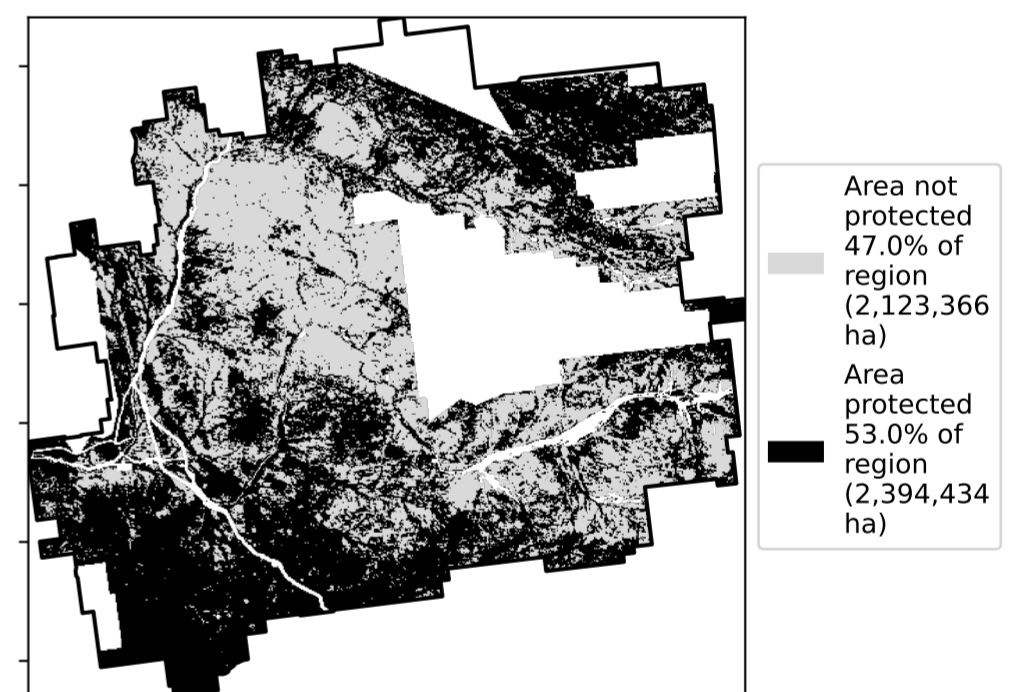 Area not
protected
47.0% of
region
(2,123,366
ha)
Area
protected
53.0% of
region
(2,394,434
ha)